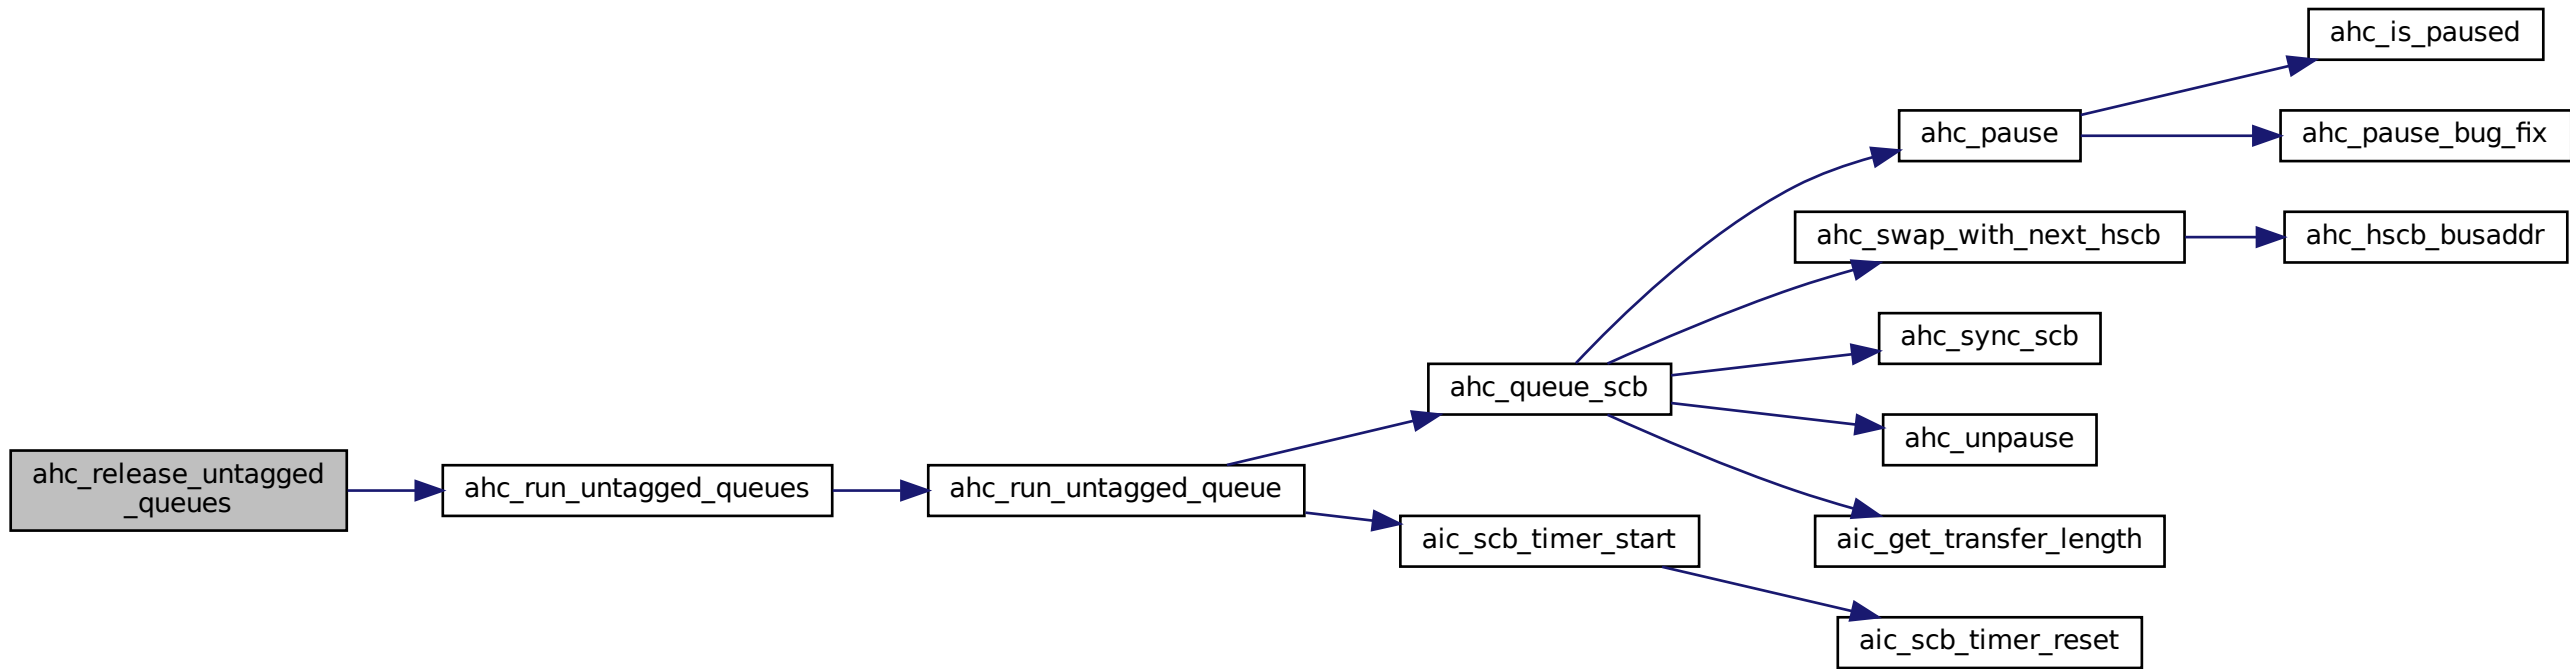 ahc_is_paused
ahc_pause
ahc_pause_bug_fix
ahc_swap_with_next_hscb
ahc_hscb_busaddr
ahc_sync_scb
ahc_queue_scb
ahc_unpause
ahc_release_untagged
_queues
ahc_run_untagged_queues
ahc_run_untagged_queue
aic_scb_timer_start
aic_get_transfer_length
aic_scb_timer_reset